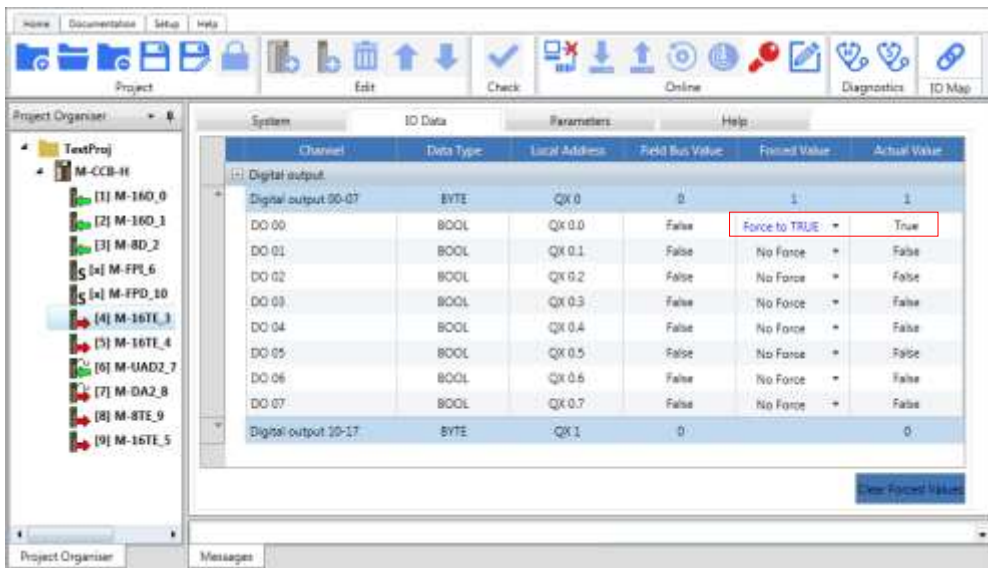 Home Documentation Setup Help
Project Edit Check Online Diagnostics IO Map
Project Organiser
TextProj
M-CCB-H
[1] M-16D_0
[2] M-16D_1
[3] M-8D_2
[x] M-FPI_6
[x] M-FPD_10
[4] M-16TE_3
[5] M-16TE_4
[6] M-UAD2_7
[7] M-DA2_8
[8] M-8TE_9
[9] M-16TE_5
System IO Data Parameters Help
Channel Data Type Local Address Field Bus Value Forced Value Actual Value
Digital output
Digital output 00-07 BYTE QX 0 0 1 1
DO 00 BOOL QX 0.0 False Force to TRUE True
DO 01 BOOL QX 0.1 False No Force False
DO 02 BOOL QX 0.2 False No Force False
DO 03 BOOL QX 0.3 False No Force False
DO 04 BOOL QX 0.4 False No Force False
DO 05 BOOL QX 0.5 False No Force False
DO 06 BOOL QX 0.6 False No Force False
DO 07 BOOL QX 0.7 False No Force False
Digital output 10-17 BYTE QX 1 0 0
Clear Forced Values
Project Organiser Messages